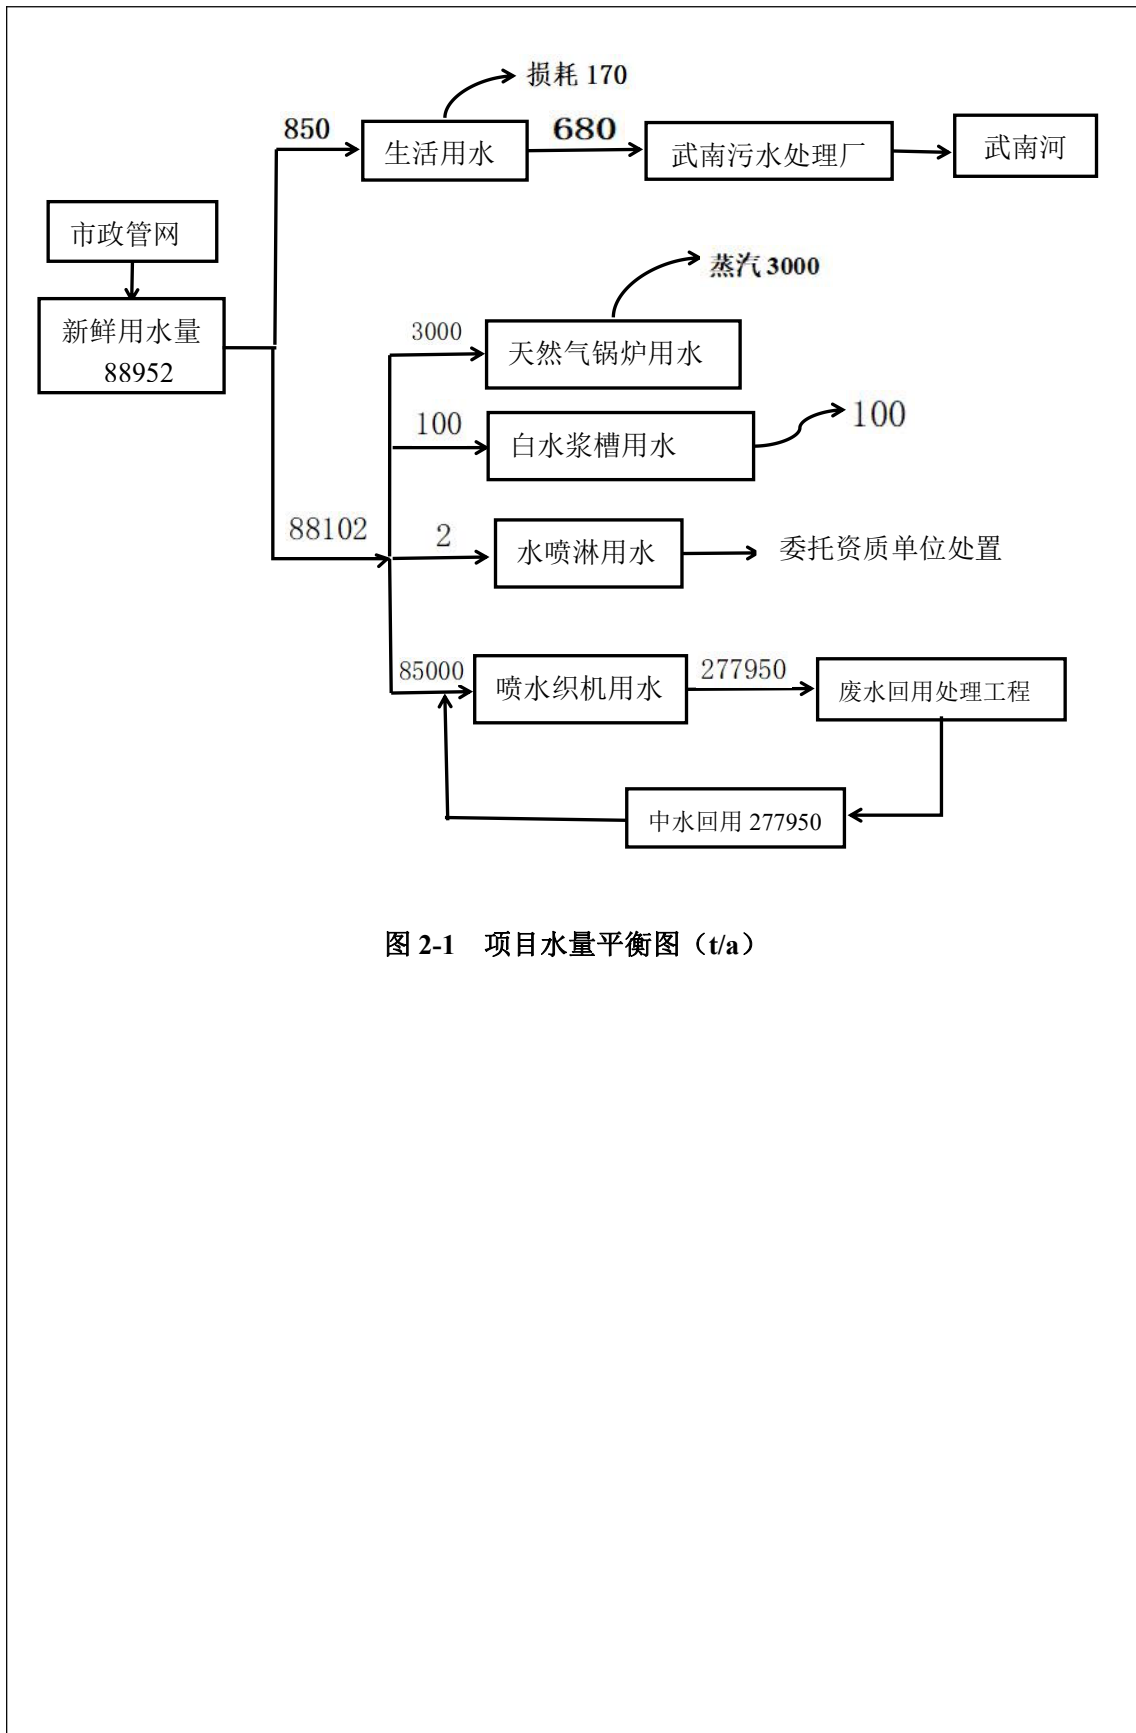 损耗 170
850
生活用水
680
武南污水处理厂
武南河
市政管网
新鲜用水量
88952
蒸汽 3000
3000
天然气锅炉用水
100
白水浆槽用水
100
88102
2
水喷淋用水
委托资质单位处置
85000
喷水织机用水
277950
废水回用处理工程
中水回用 277950
图 2-1 项目水量平衡图（t/a）